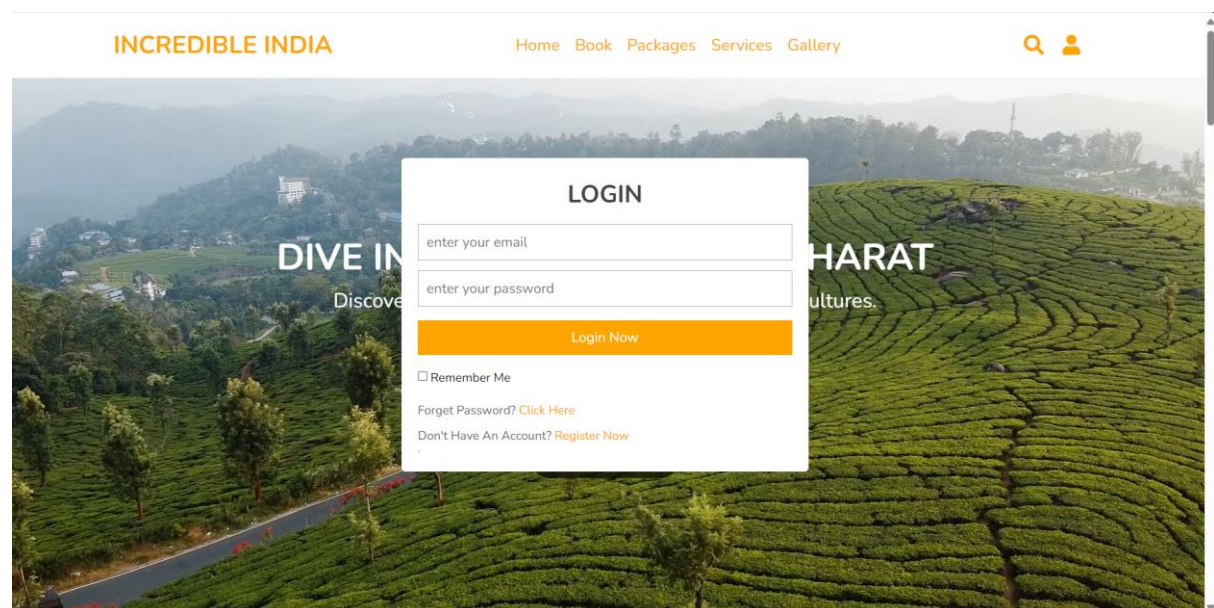 INCREDIBLE INDIA Home Book Packages Services Gallery
LOGIN
enter your email
DIVE IN HARAT
enter your password
Discove ultures.
Login Now
Remember Me
Forget Password? Click Here
Don't Have An Account? Register Now